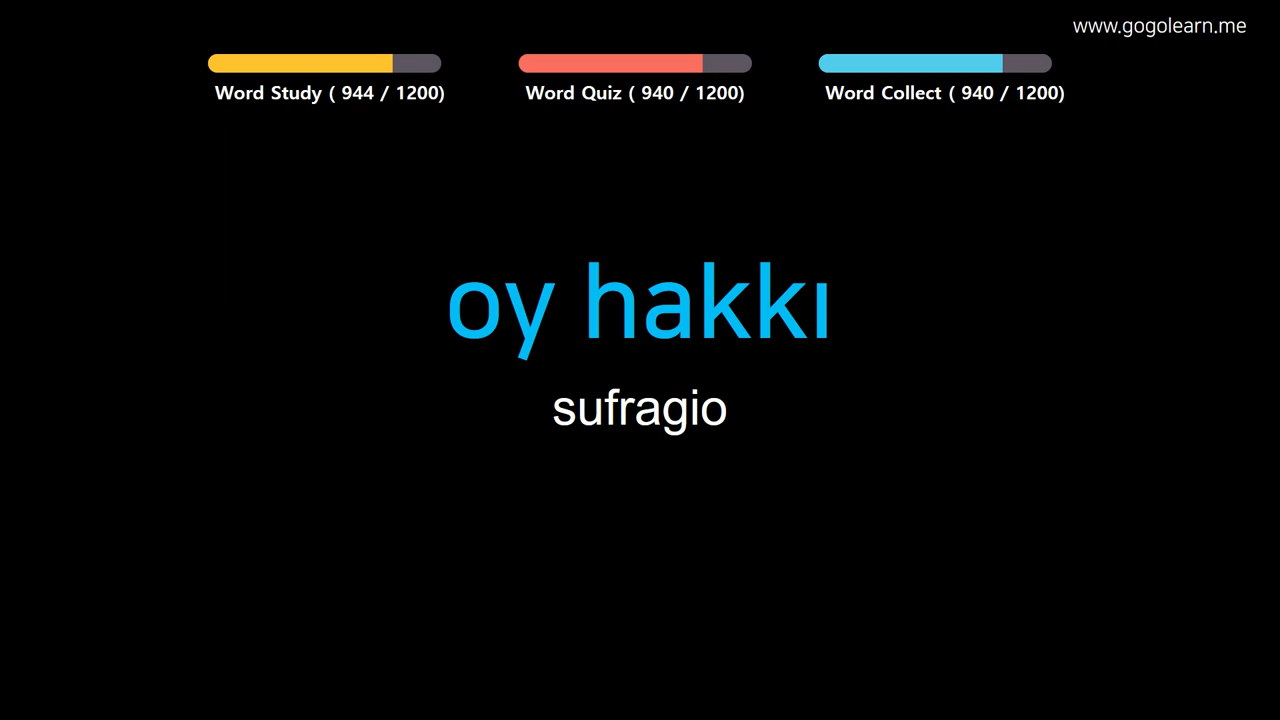 www.gogolearn.me
Word Study ( 944 / 1200)
Word Quiz ( 940 / 1200)
Word Collect ( 940 / 1200)
oy hakkı
sufragio